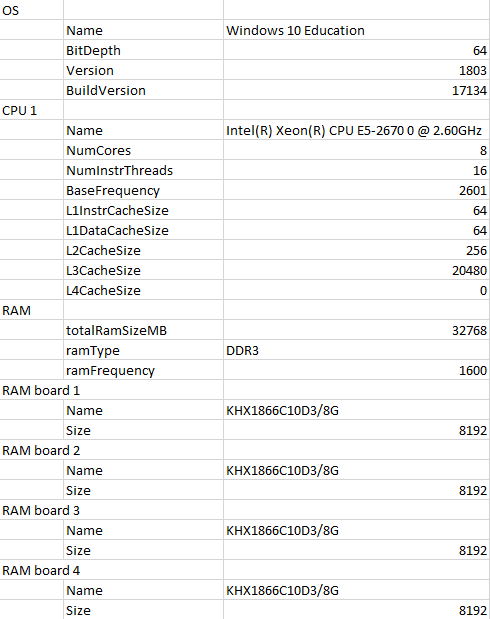 OS
Name Windows 10 Education
BitDepth 64
Version 1803
BuildVersion 17134
CPU 1
Name Intel(R) Xeon(R) CPU E5-2670 0 @ 2.60GHz
NumCores 8
NumInstrThreads 16
BaseFrequency 2601
L1InstrCacheSize 64
L1DataCacheSize 64
L2CacheSize 256
L3CacheSize 20480
L4CacheSize 0
RAM
totalRamSizeMB 32768
ramType DDR3
ramFrequency 1600
RAM board 1
Name KHX1866C10D3/8G
Size 8192
RAM board 2
Name KHX1866C10D3/8G
Size 8192
RAM board 3
Name KHX1866C10D3/8G
Size 8192
RAM board 4
Name KHX1866C10D3/8G
Size 8192